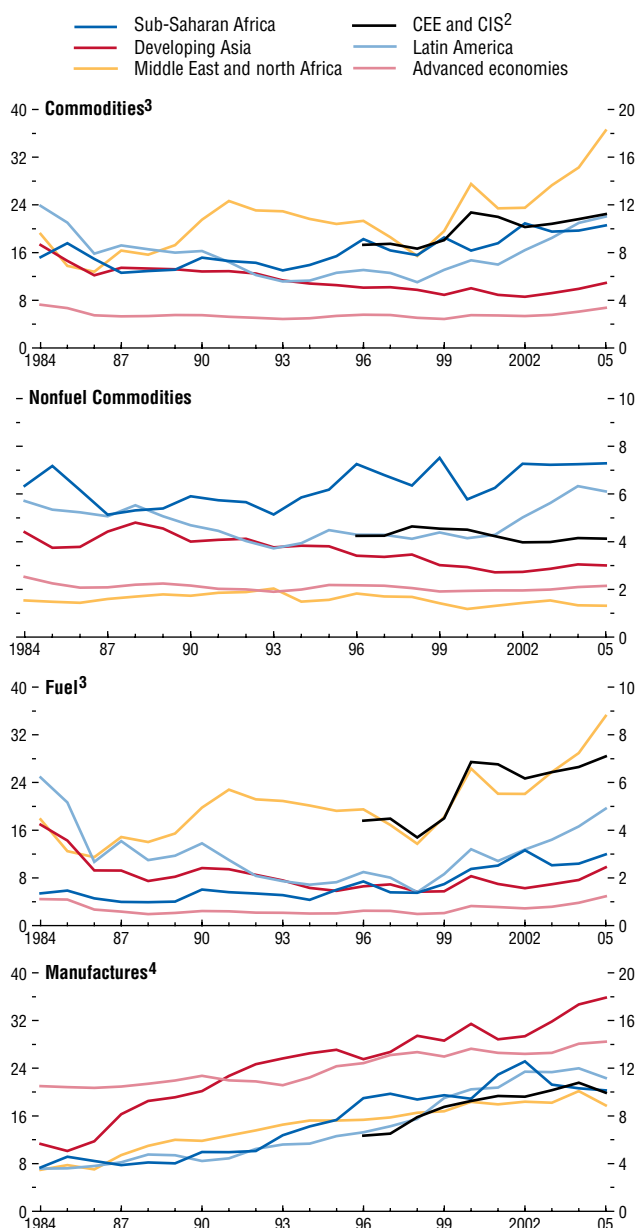 Sub-Saharan Africa CEE and CIS²
Developing Asia Latin America
Middle East and north Africa Advanced economies
40 Commodities³ 20
32 16
24 12
16 8
8 4
0 0
1984 87 90 93 96 99 2002 05
Nonfuel Commodities 10
8
6
4
2
0
1984 87 90 93 96 99 2002 05
40 Fuel³ 10
32 8
24 6
16 4
8 2
0 0
1984 87 90 93 96 99 2002 05
40 Manufactures⁴ 20
32 16
24 12
16 8
8 4
0 0
1984 87 90 93 96 99 2002 05